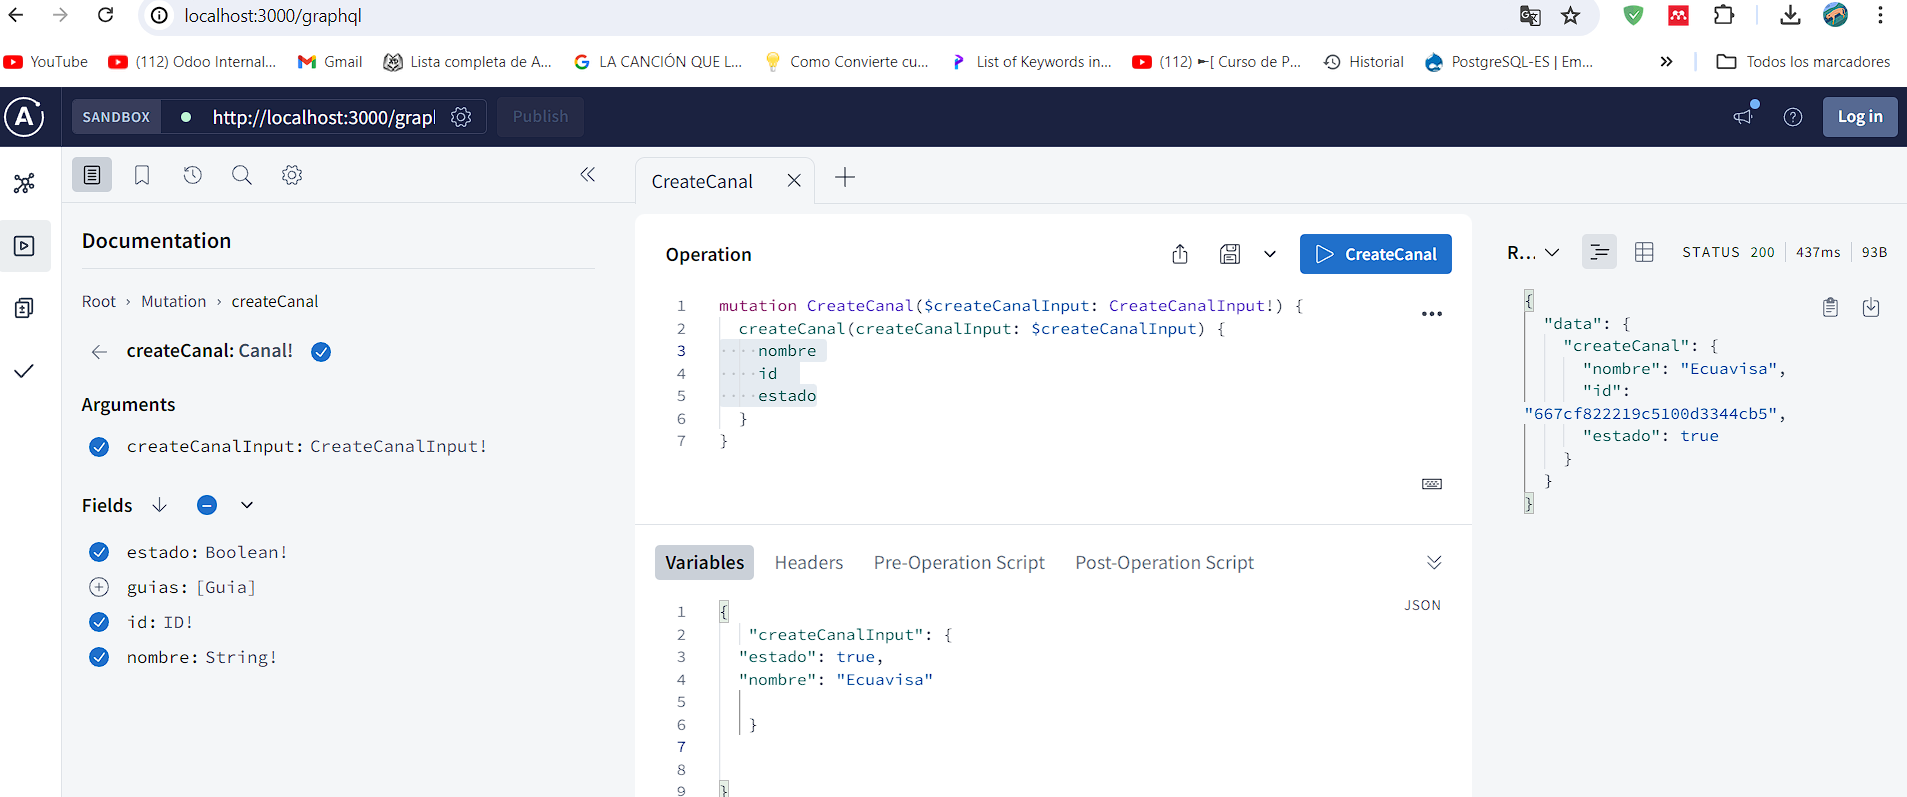 localhost:3000/graphql
YouTube (112) Odoo Internal... Gmail Lista completa de A... LA CANCIÓN QUE L... Como Convierte cu... List of Keywords in... (112) ►[ Curso de P... Historial PostgreSQL-ES | Em... » Todos los marcadores
SANDBOX http://localhost:3000/grapl Publish Log in
CreateCanal
Documentation
Root › Mutation › createCanal
createCanal: Canal!
Arguments
createCanalInput: CreateCanalInput!
Fields
estado: Boolean!
guias: [Guia]
id: ID!
nombre: String!
Operation
CreateCanal
1 mutation CreateCanal($createCanalInput: CreateCanalInput!) {
2 createCanal(createCanalInput: $createCanalInput) {
3 ····nombre
4 ····id
5 ····estado
6 }
7 }
Variables Headers Pre-Operation Script Post-Operation Script
JSON
1 {
2 "createCanalInput": {
3 "estado": true,
4 "nombre": "Ecuavisa"
5
6 }
7
8
9 }
R... STATUS 200 437ms 93B
{
"data": {
"createCanal": {
"nombre": "Ecuavisa",
"id":
"667cf822219c5100d3344cb5",
"estado": true
}
}
}